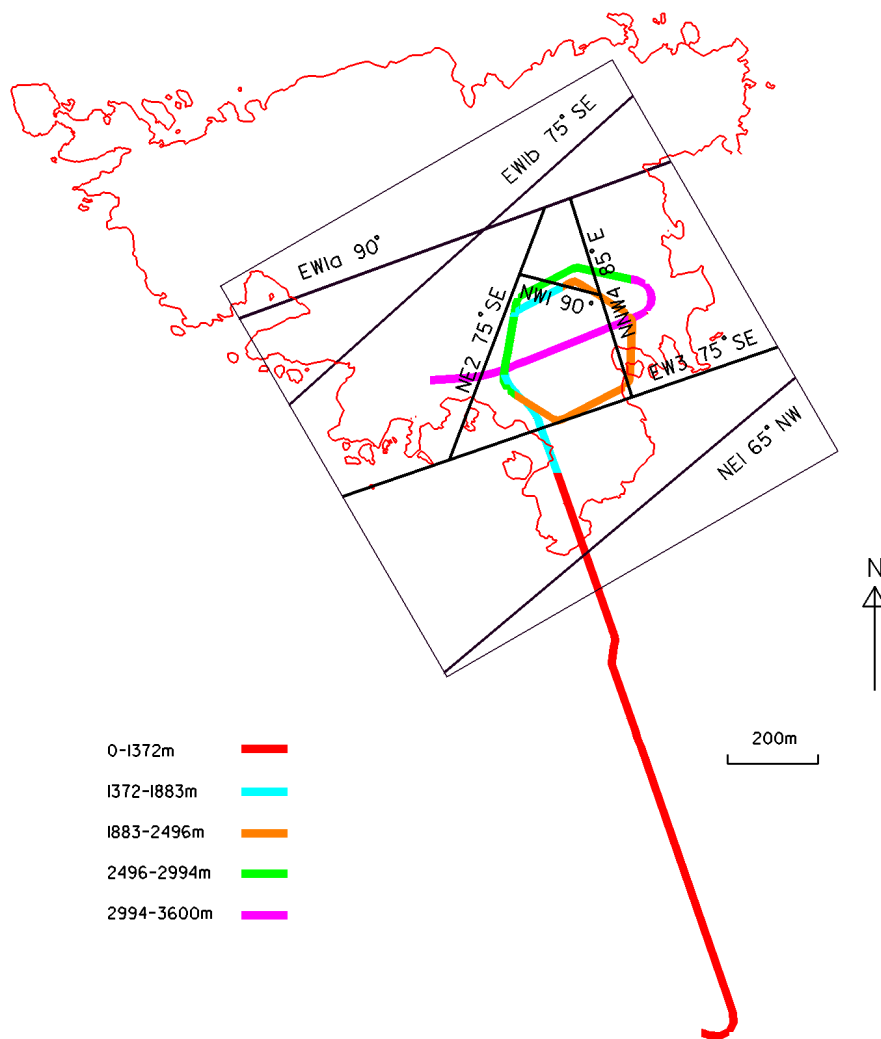 EW1b 75° SE
EW1a 90°
NNW4 85°E
NW1 90°
NE2 75°SE
EW3 75°SE
NE1 65°NW
N
200m
0-1372m
1372-1883m
1883-2496m
2496-2994m
2994-3600m